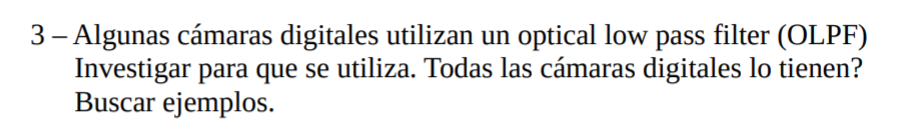 3 – Algunas cámaras digitales utilizan un optical low pass filter (OLPF)
Investigar para que se utiliza. Todas las cámaras digitales lo tienen?
Buscar ejemplos.